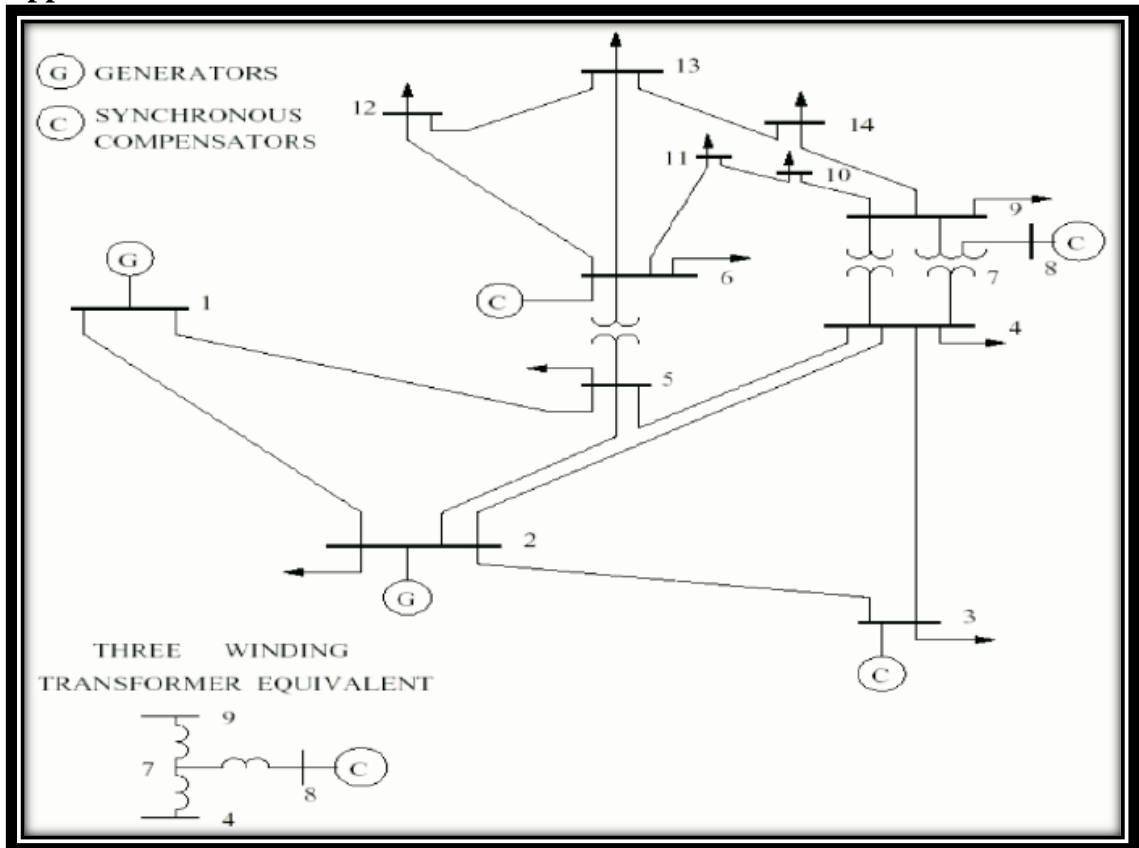 G GENERATORS
C SYNCHRONOUS
COMPENSATORS
13
12
14
11
10
9
G
C
8
7
6
C
1
4
5
2
G
3
C
THREE WINDING
TRANSFORMER EQUIVALENT
9
7
C
8
4